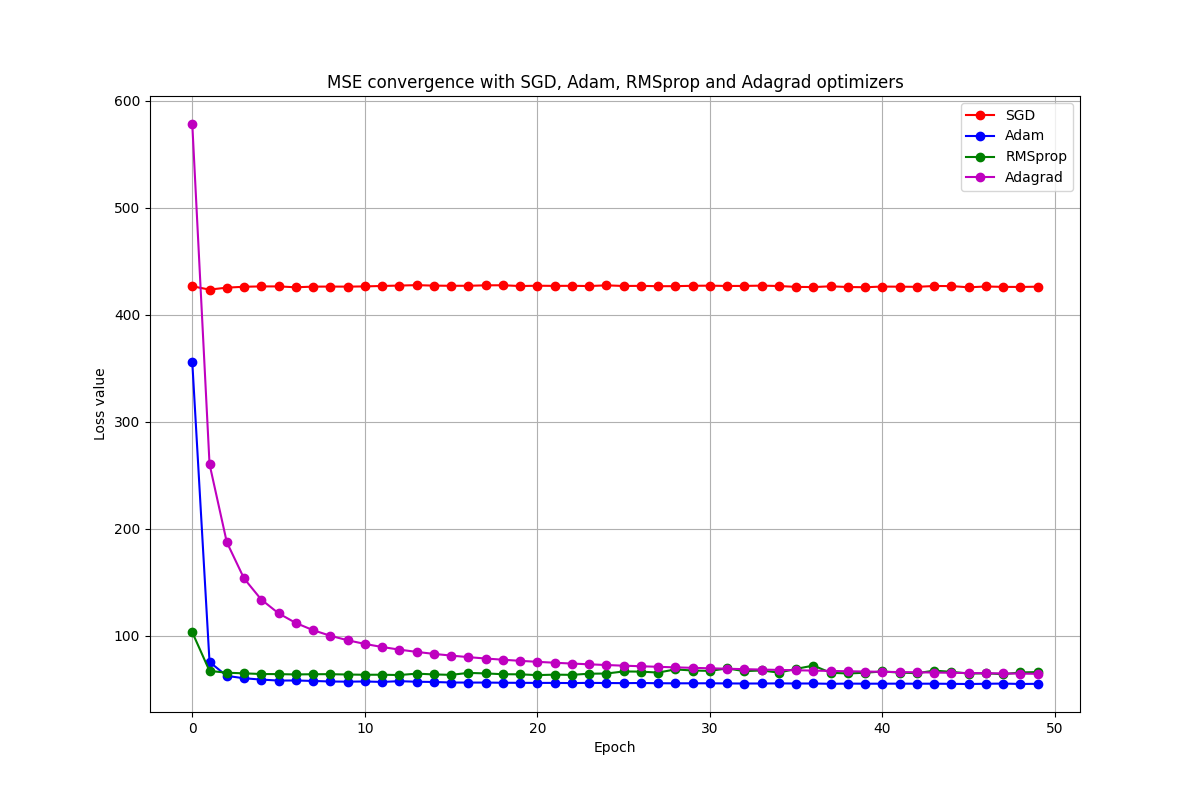 MSE convergence with SGD, Adam, RMSprop and Adagrad optimizers
600
500
400
300
200
100
Loss value
SGD
Adam
RMSprop
Adagrad
0
10
20
30
40
50
Epoch